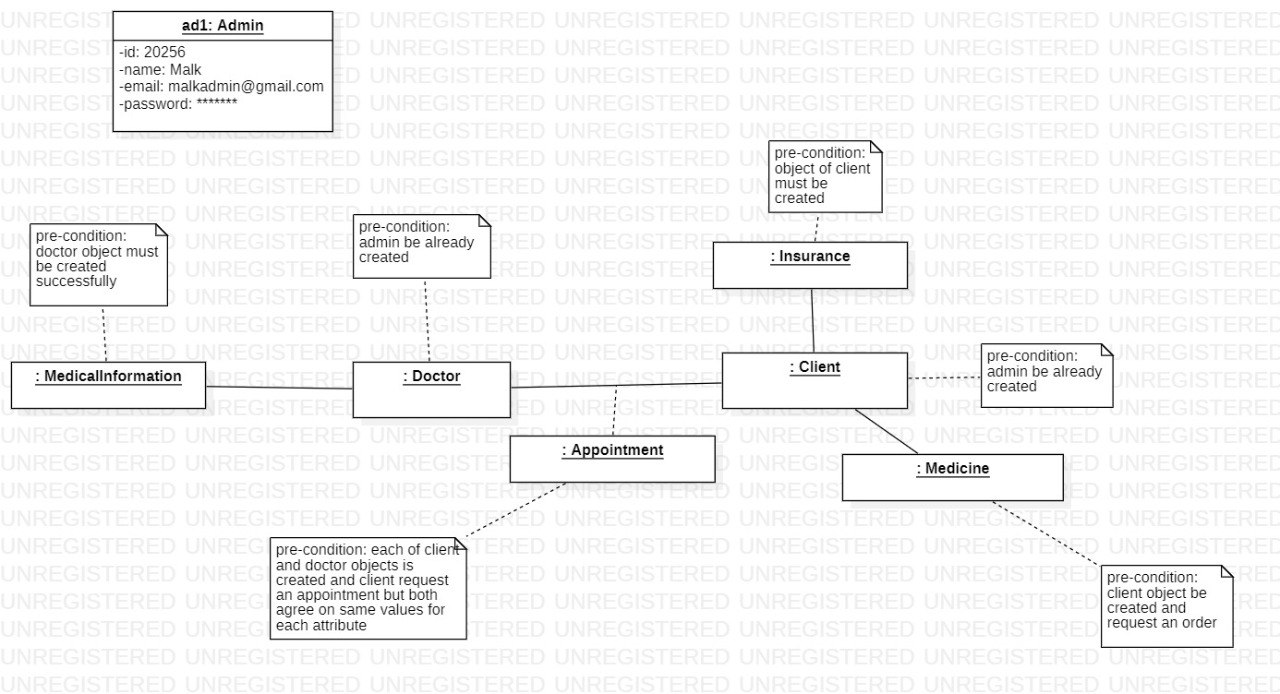 ad1: Admin
-id: 20256
-name: Malk
-email: malkadmin@gmail.com
-password: *******
pre-condition:
object of client
must be
created
pre-condition:
doctor object must
be created
successfully
pre-condition:
admin be already
created
: Insurance
: MedicalInformation
: Doctor
: Client
pre-condition:
admin be already
created
: Appointment
: Medicine
pre-condition: each of client
and doctor objects is
created and client request
an appointment but both
agree on same values for
each attribute
pre-condition:
client object be
created and
request an order
UNREGISTERED